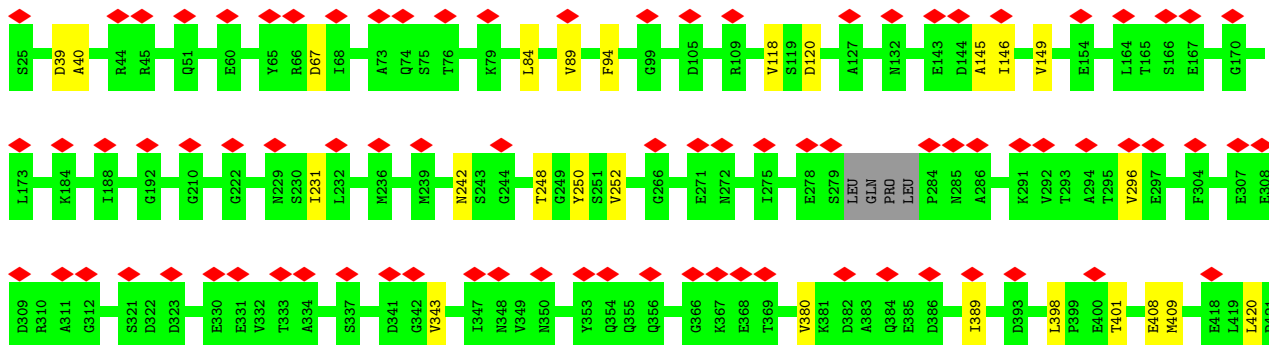 S25 D39 A40 R44 R45 Q51 E60 Y65 R66 D67 I68 A73 Q74 S75 T76 K79 L84 V89 F94 G99 D105 R109 V118 S119 D120 A127 N132 E143 D144 A145 I146 V149 E154 L164 T165 S166 E167 G170
L173 K184 I188 G192 G210 G222 N229 S230 I231 L232 M236 M239 N242 S243 G244 T248 G249 Y250 S251 V252 G266 E271 N272 I275 E278 S279 LEU GLN PRO LEU P284 N285 A286 K291 V292 T293 A294 T295 V296 E297 F304 E307 E308
D309 R310 A311 G312 S321 D322 D323 E330 E331 V332 T333 A334 S337 D341 G342 V343 I347 N348 V349 N350 Y353 Q354 Q355 Q356 G366 K367 E368 T369 V380 K381 D382 A383 Q384 E385 D386 I389 D393 L398 P399 E400 T401 E408 M409 E418 L419 L420